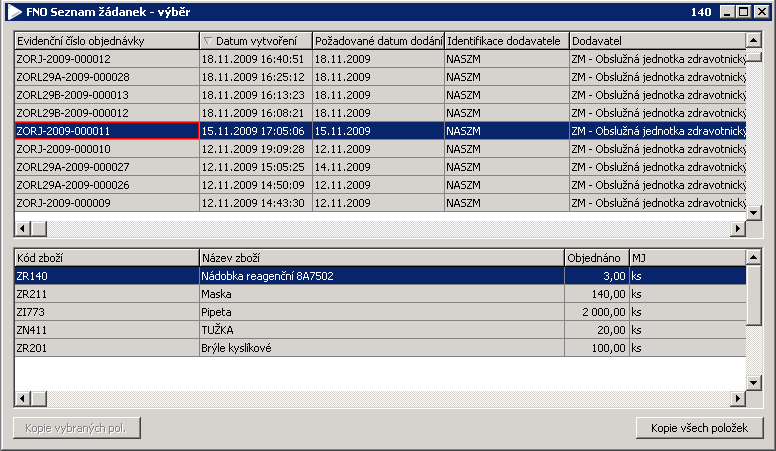 FNO Seznam žádanek - výběr 140
Evidenční číslo objednávky Datum vytvoření Požadované datum dodání Identifikace dodavatele Dodavatel
ZORJ-2009-000012 18.11.2009 16:40:51 18.11.2009 NASZM ZM - Obslužná jednotka zdravotnický
ZORL29A-2009-000028 18.11.2009 16:25:12 18.11.2009 NASZM ZM - Obslužná jednotka zdravotnický
ZORL29B-2009-000013 18.11.2009 16:13:23 18.11.2009 NASZM ZM - Obslužná jednotka zdravotnický
ZORL29B-2009-000012 18.11.2009 16:08:21 18.11.2009 NASZM ZM - Obslužná jednotka zdravotnický
ZORJ-2009-000011 15.11.2009 17:05:06 15.11.2009 NASZM ZM - Obslužná jednotka zdravotnický
ZORJ-2009-000010 12.11.2009 19:09:28 12.11.2009 NASZM ZM - Obslužná jednotka zdravotnický
ZORL29A-2009-000027 12.11.2009 15:05:25 14.11.2009 NASZM ZM - Obslužná jednotka zdravotnický
ZORL29A-2009-000026 12.11.2009 14:50:09 12.11.2009 NASZM ZM - Obslužná jednotka zdravotnický
ZORJ-2009-000009 12.11.2009 14:43:30 12.11.2009 NASZM ZM - Obslužná jednotka zdravotnický
Kód zboží Název zboží Objednáno MJ
ZR140 Nádobka reagenční 8A7502 3,00 ks
ZR211 Maska 140,00 ks
ZI773 Pipeta 2 000,00 ks
ZN411 TUŽKA 20,00 ks
ZR201 Brýle kyslíkové 100,00 ks
Kopie vybraných pol. Kopie všech položek